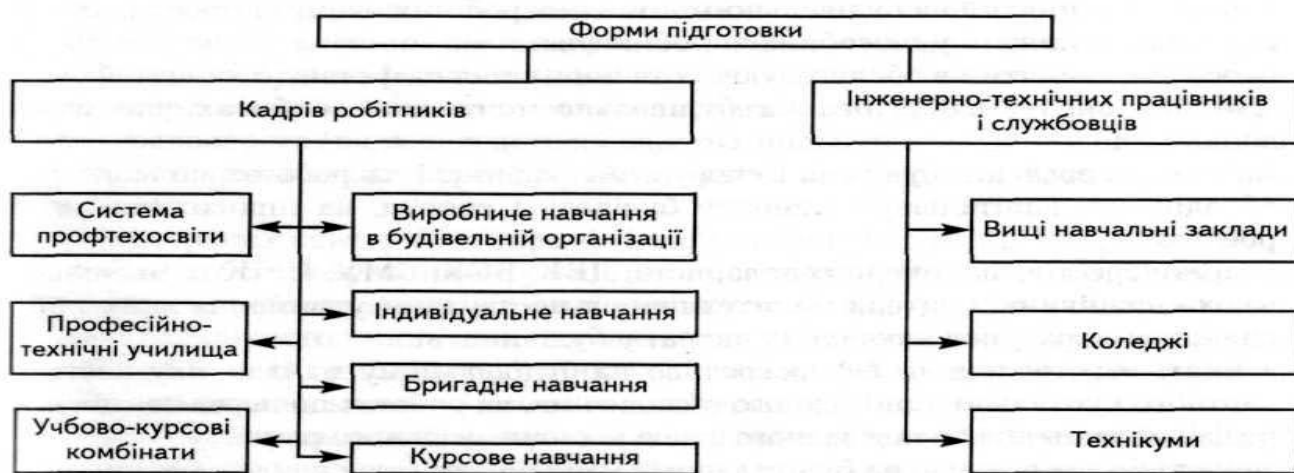 Форми підготовки
Кадрів робітників
Інженерно-технічних працівників
і службовців
Система
профтехосвіти
Виробниче навчання
в будівельній організації
Вищі навчальні заклади
Індивідуальне навчання
Професійно-
технічні училища
Коледжі
Бригадне навчання
Учбово-курсові
комбінати
Курсове навчання
Технікуми